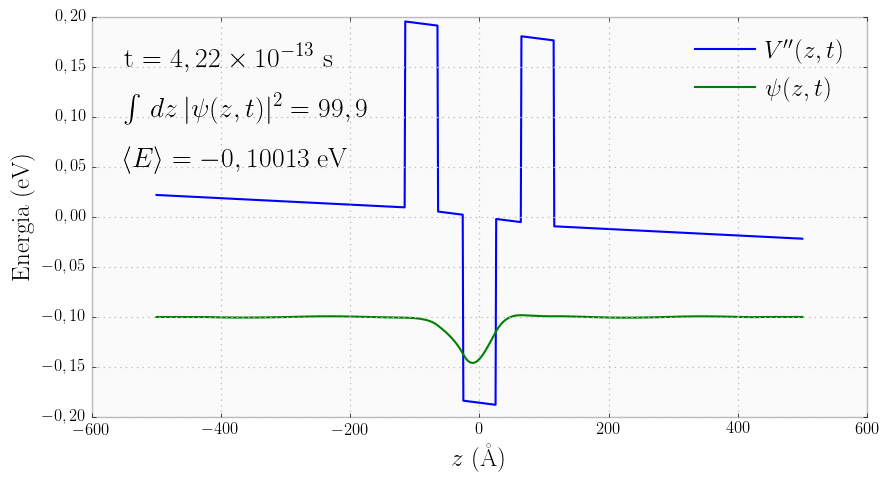 0,20
0,15
0,10
0,05
0,00
−0,05
−0,10
−0,15
−0,20
Energia (eV)
t = 4,22 × 10⁻¹³ s
∫ dz |ψ(z,t)|² = 99,9
⟨E⟩ = −0,10013 eV
V''(z,t)
ψ(z,t)
−600 −400 −200 0 200 400 600
z (Å)